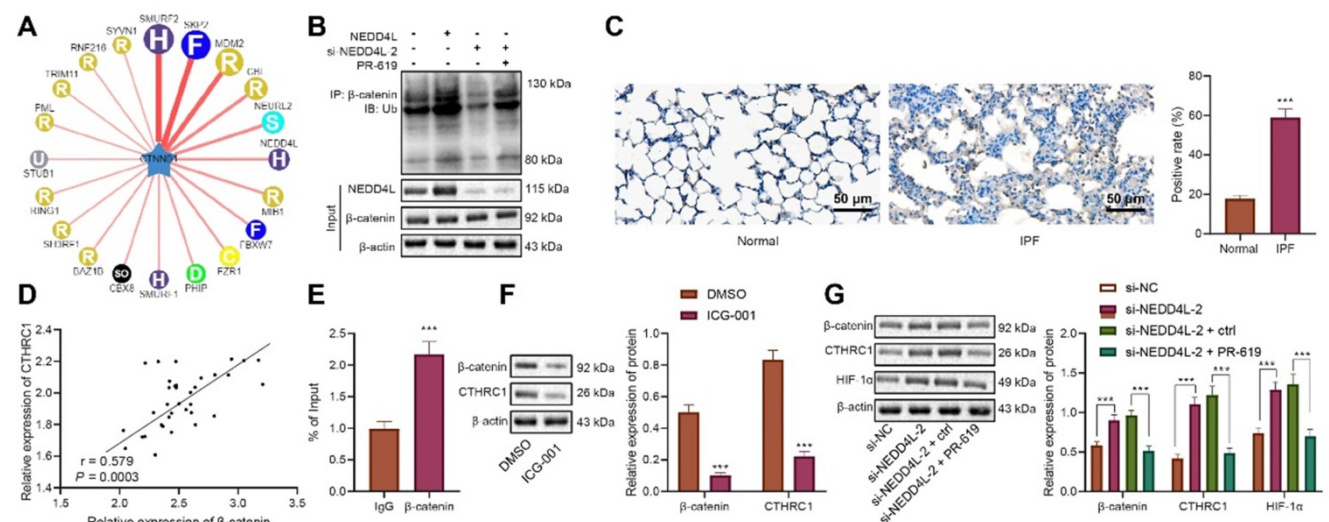 A
SMURF2
SKP2
MDM2
CBL
NEURL2
NEDD4L
MIB1
FBXW7
FZR1
PHIP
SMURF1
CBX8
BAZ1B
SH3RF1
RING1
STUB1
PML
TRIM11
RNF216
SYVN1
CTNNB1
H
F
R
R
S
H
R
F
C
D
H
SO
R
R
R
U
R
R
R
R
B
NEDD4L - + - -
si-NEDD4L-2 - - + +
PR-619 - - - +
130 kDa
IP: β-catenin
IB: Ub
80 kDa
Input
NEDD4L 115 kDa
β-catenin 92 kDa
β-actin 43 kDa
C
50 μm
Normal
50 μm
IPF
Positive rate (%)
80
60
40
20
0
***
Normal IPF
D
Relative expression of CTHRC1
2.4
2.2
2.0
1.8
1.6
1.4
r = 0.579
P = 0.0003
1.5 2.0 2.5 3.0 3.5
Relative expression of β-catenin
E
% of Input
2.5
2.0
1.5
1.0
0.5
0.0
***
IgG β-catenin
F
β-catenin 92 kDa
CTHRC1 26 kDa
β-actin 43 kDa
DMSO
ICG-001
DMSO
ICG-001
Relative expression of protein
1.0
0.8
0.6
0.4
0.2
0.0
***
***
β-catenin CTHRC1
G
β-catenin 92 kDa
CTHRC1 26 kDa
HIF-1α 49 kDa
β-actin 43 kDa
si-NC
si-NEDD4L-2
si-NEDD4L-2 + ctrl
si-NEDD4L-2 + PR-619
si-NC
si-NEDD4L-2
si-NEDD4L-2 + ctrl
si-NEDD4L-2 + PR-619
Relative expression of protein
2.0
1.5
1.0
0.5
0.0
*** *** *** *** *** ***
β-catenin CTHRC1 HIF-1α